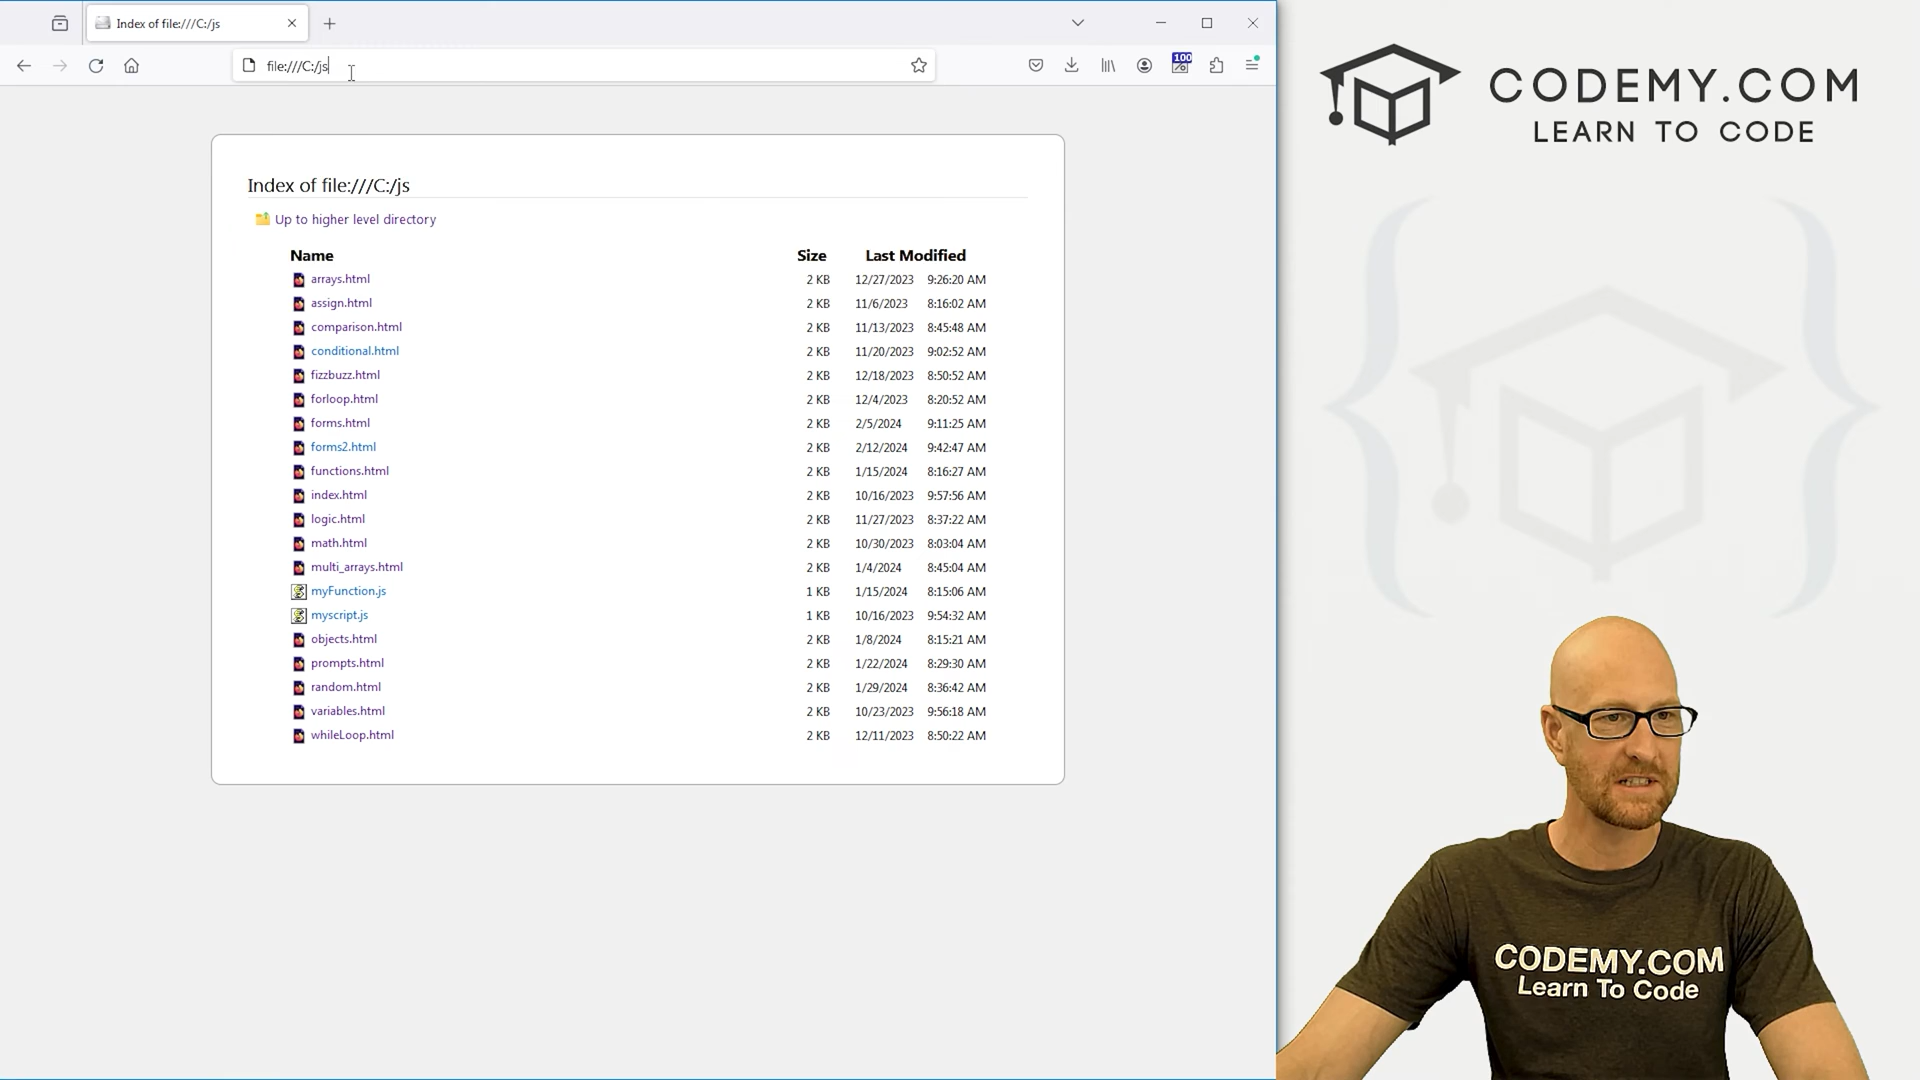 Index of file:///C:/js
file:///C:/js
100
Index of file:///C:/js
Up to higher level directory
Name Size Last Modified
arrays.html 2 KB 12/27/2023 9:26:20 AM
assign.html 2 KB 11/6/2023 8:16:02 AM
comparison.html 2 KB 11/13/2023 8:45:48 AM
conditional.html 2 KB 11/20/2023 9:02:52 AM
fizzbuzz.html 2 KB 12/18/2023 8:50:52 AM
forloop.html 2 KB 12/4/2023 8:20:52 AM
forms.html 2 KB 2/5/2024 9:11:25 AM
forms2.html 2 KB 2/12/2024 9:42:47 AM
functions.html 2 KB 1/15/2024 8:16:27 AM
index.html 2 KB 10/16/2023 9:57:56 AM
logic.html 2 KB 11/27/2023 8:37:22 AM
math.html 2 KB 10/30/2023 8:03:04 AM
multi_arrays.html 2 KB 1/4/2024 8:45:04 AM
myFunction.js 1 KB 1/15/2024 8:15:06 AM
myscript.js 1 KB 10/16/2023 9:54:32 AM
objects.html 2 KB 1/8/2024 8:15:21 AM
prompts.html 2 KB 1/22/2024 8:29:30 AM
random.html 2 KB 1/29/2024 8:36:42 AM
variables.html 2 KB 10/23/2023 9:56:18 AM
whileLoop.html 2 KB 12/11/2023 8:50:22 AM
CODEMY.COM
LEARN TO CODE
CODEMY.COM
Learn To Code